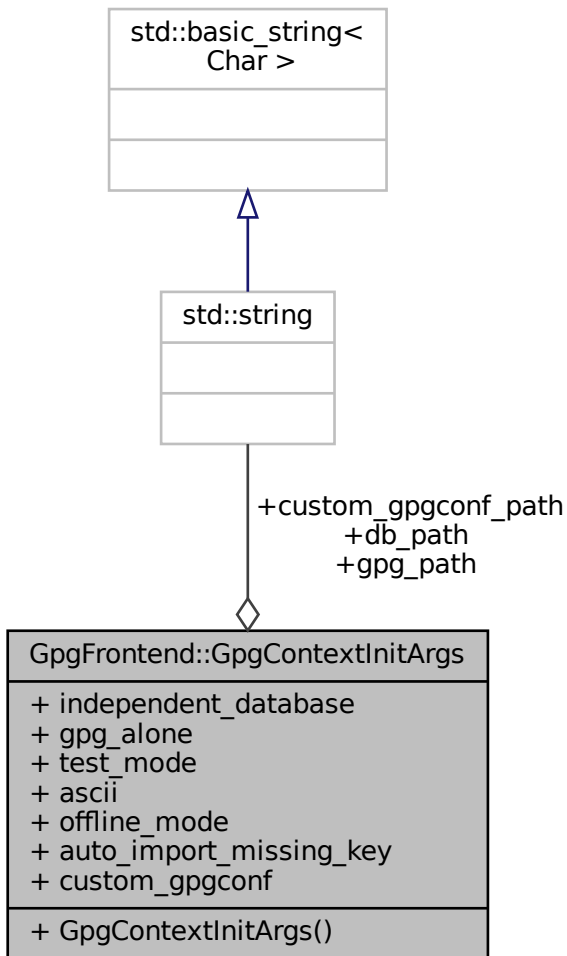 std::basic_string<
Char >
std::string
+custom_gpgconf_path
+db_path
+gpg_path
GpgFrontend::GpgContextInitArgs
+ independent_database
+ gpg_alone
+ test_mode
+ ascii
+ offline_mode
+ auto_import_missing_key
+ custom_gpgconf
+ GpgContextInitArgs()